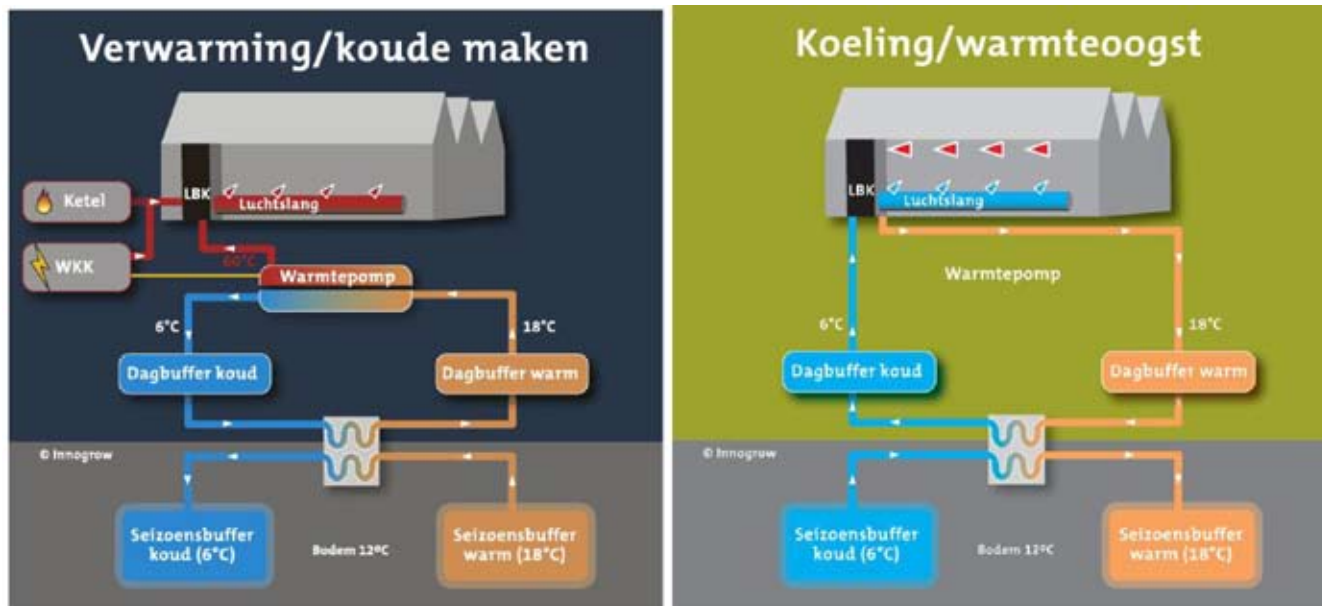 Verwarming/koude maken
LBK
Ketel
Luchtslang
WKK
60°C
Warmtepomp
6°C
18°C
Dagbuffer koud
Dagbuffer warm
© Innogrow
Seizoensbuffer
koud (6°C)
Bodem 12°C
Seizoensbuffer
warm (18°C)
Koeling/warmteoogst
LBK
Luchtslang
Warmtepomp
6°C
18°C
Dagbuffer koud
Dagbuffer warm
© Innogrow
Seizoensbuffer
koud (6°C)
Bodem 12°C
Seizoensbuffer
warm (18°C)